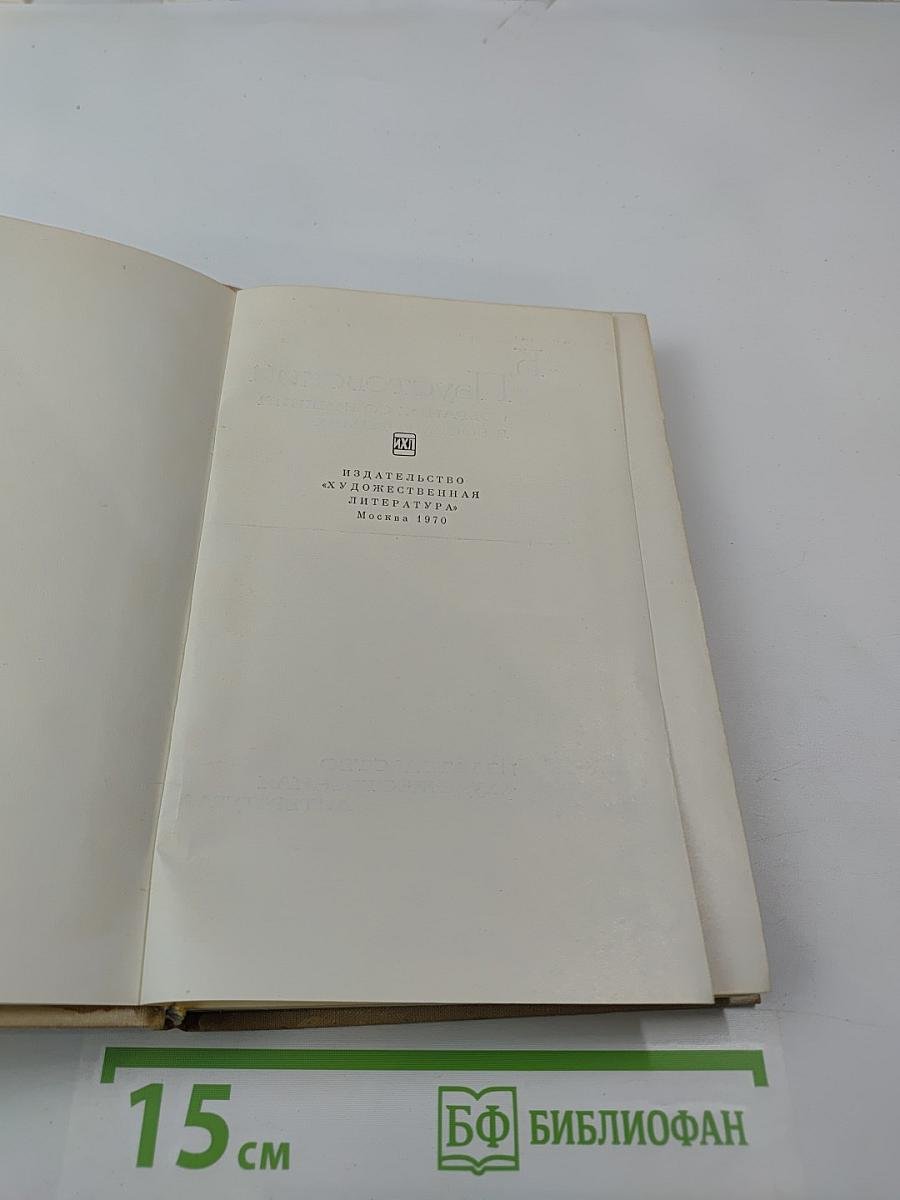 ИХЛ
ИЗДАТЕЛЬСТВО
«ХУДОЖЕСТВЕННАЯ
ЛИТЕРАТУРА»
Москва 1970
15 см
БФ БИБЛИОФАН